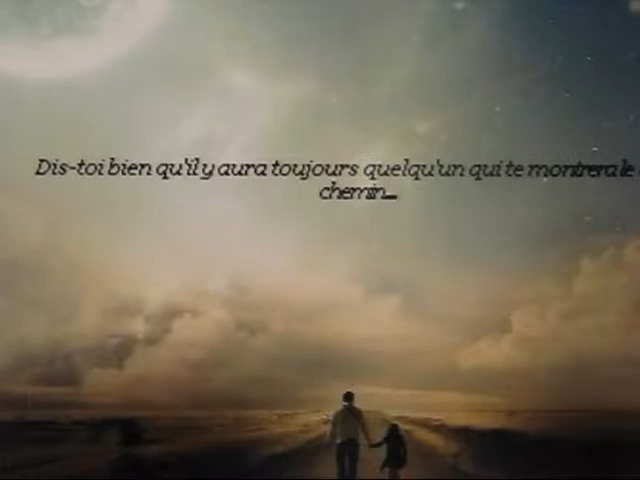 Dis-toi bien qu'il y aura toujours quelqu'un qui te montrera le
chemin...